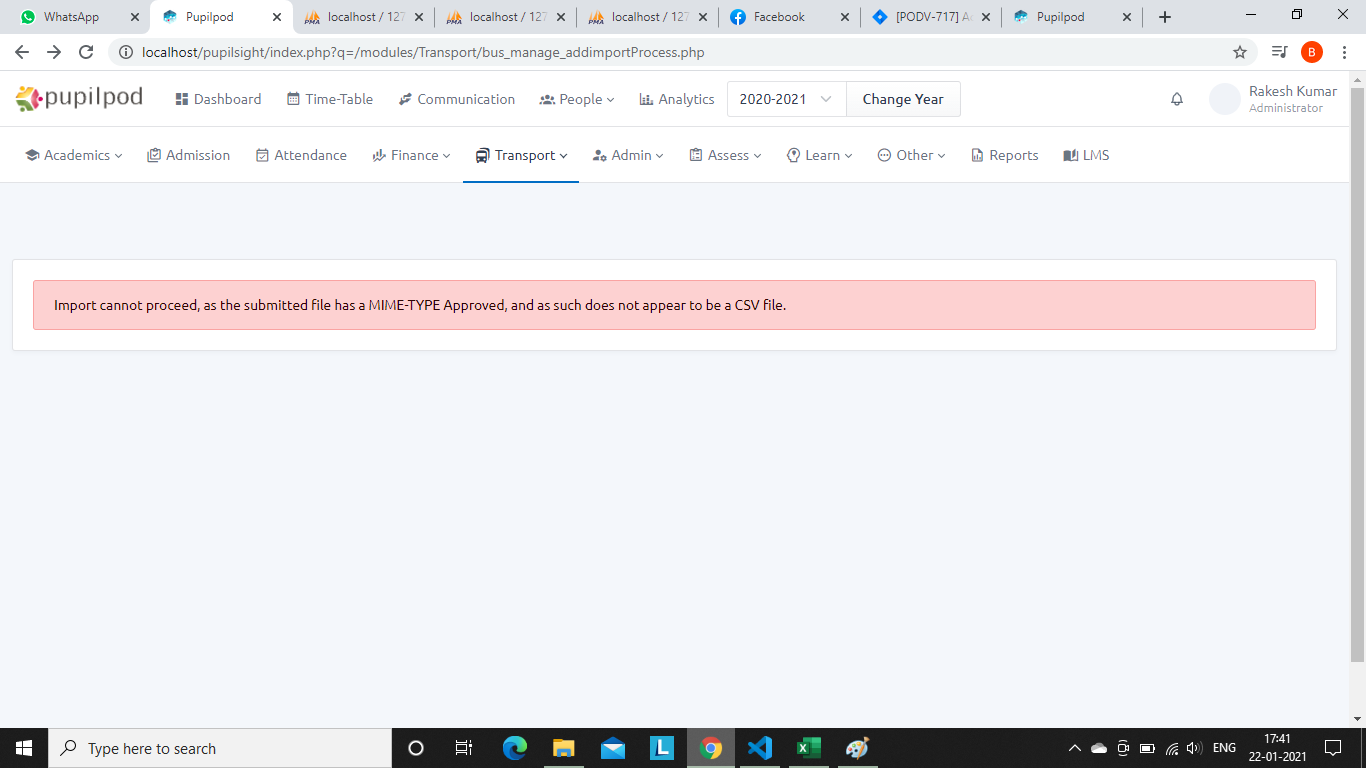 WhatsApp
Pupilpod
localhost / 127
localhost / 127
localhost / 127
Facebook
[PODV-717] A
Pupilpod
localhost/pupilsight/index.php?q=/modules/Transport/bus_manage_addimportProcess.php
B
pupilpod
Dashboard
Time-Table
Communication
People
Analytics
2020-2021
Change Year
Rakesh Kumar
Administrator
Academics
Admission
Attendance
Finance
Transport
Admin
Assess
Learn
Other
Reports
LMS
Import cannot proceed, as the submitted file has a MIME-TYPE Approved, and as such does not appear to be a CSV file.
Type here to search
L
ENG
17:41
22-01-2021